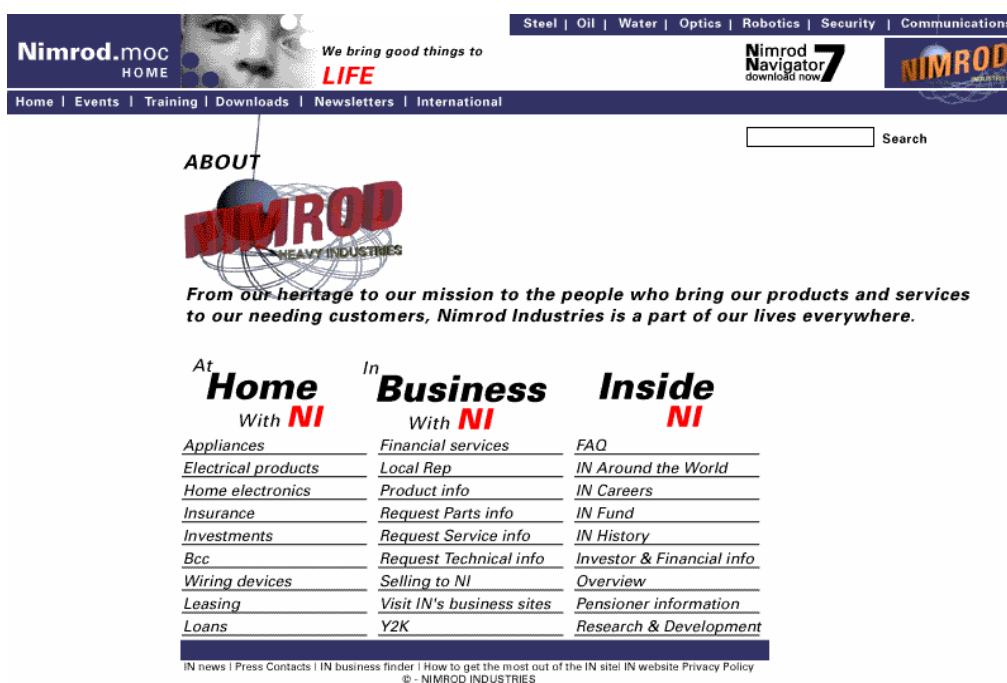 Steel | Oil | Water | Optics | Robotics | Security | Communications
Nimrod.moc
HOME
We bring good things to
LIFE
Nimrod
Navigator 7
download now
NIMROD
INDUSTRIES
Home | Events | Training | Downloads | Newsletters | International
Search
ABOUT
NIMROD
HEAVY INDUSTRIES
From our heritage to our mission to the people who bring our products and services
to our needing customers, Nimrod Industries is a part of our lives everywhere.
At
Home
With NI
Appliances
Electrical products
Home electronics
Insurance
Investments
Bcc
Wiring devices
Leasing
Loans
In
Business
With NI
Financial services
Local Rep
Product info
Request Parts info
Request Service info
Request Technical info
Selling to NI
Visit IN's business sites
Y2K
Inside
NI
FAQ
IN Around the World
IN Careers
IN Fund
IN History
Investor & Financial info
Overview
Pensioner information
Research & Development
IN news | Press Contacts | IN business finder | How to get the most out of the IN site| IN website Privacy Policy
© - NIMROD INDUSTRIES